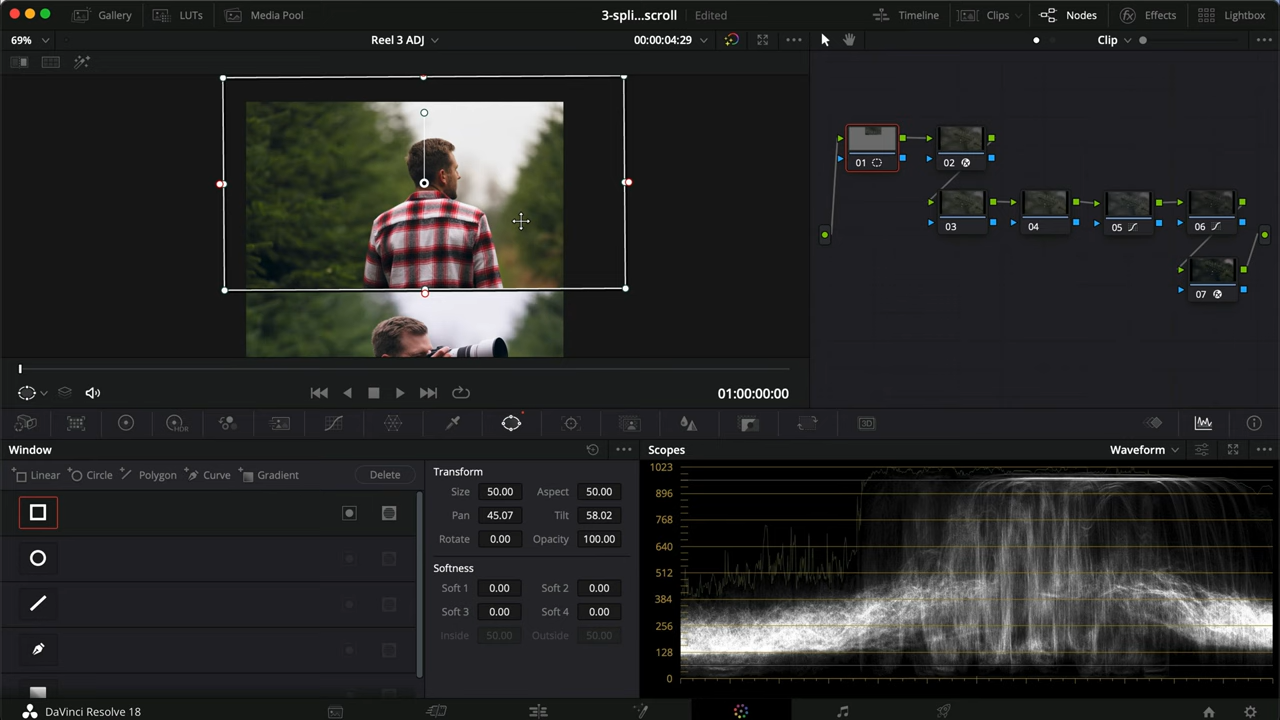 Gallery LUTs Media Pool 3-spli...scroll Edited Timeline Clips Nodes Effects Lightbox
69% Reel 3 ADJ 00:00:04:29 Clip
01 02
03 04 05 06
07
01:00:00:00
HDR 3D
Window Scopes Waveform
Linear Circle Polygon Curve Gradient Delete
Transform
Size 50.00 Aspect 50.00
Pan 45.07 Tilt 58.02
Rotate 0.00 Opacity 100.00
Softness
Soft 1 0.00 Soft 2 0.00
Soft 3 0.00 Soft 4 0.00
Inside 50.00 Outside 50.00
1023
896
768
640
512
384
256
128
0
DaVinci Resolve 18